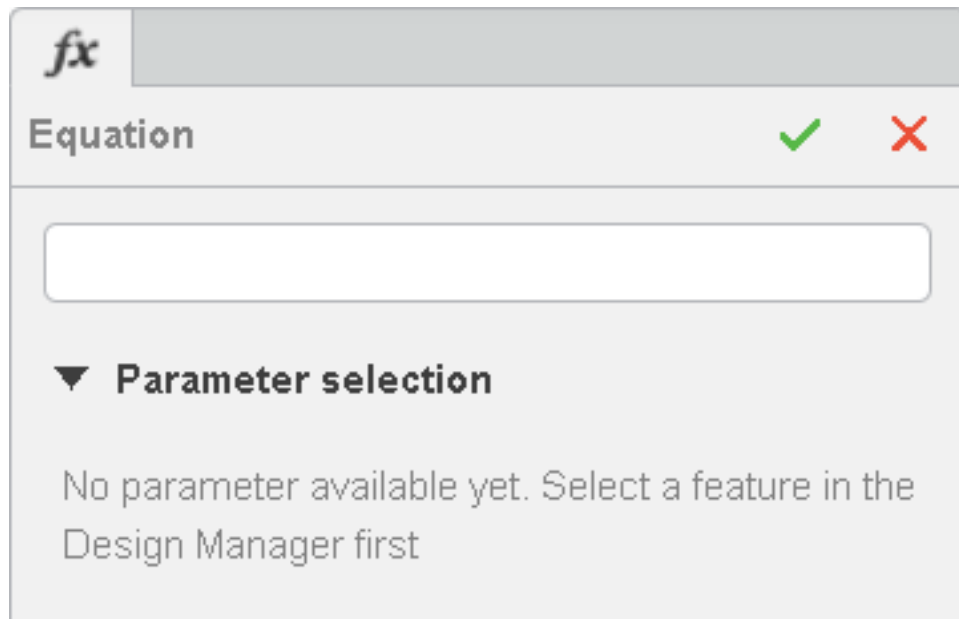 fx
Equation
Parameter selection
No parameter available yet. Select a feature in the
Design Manager first